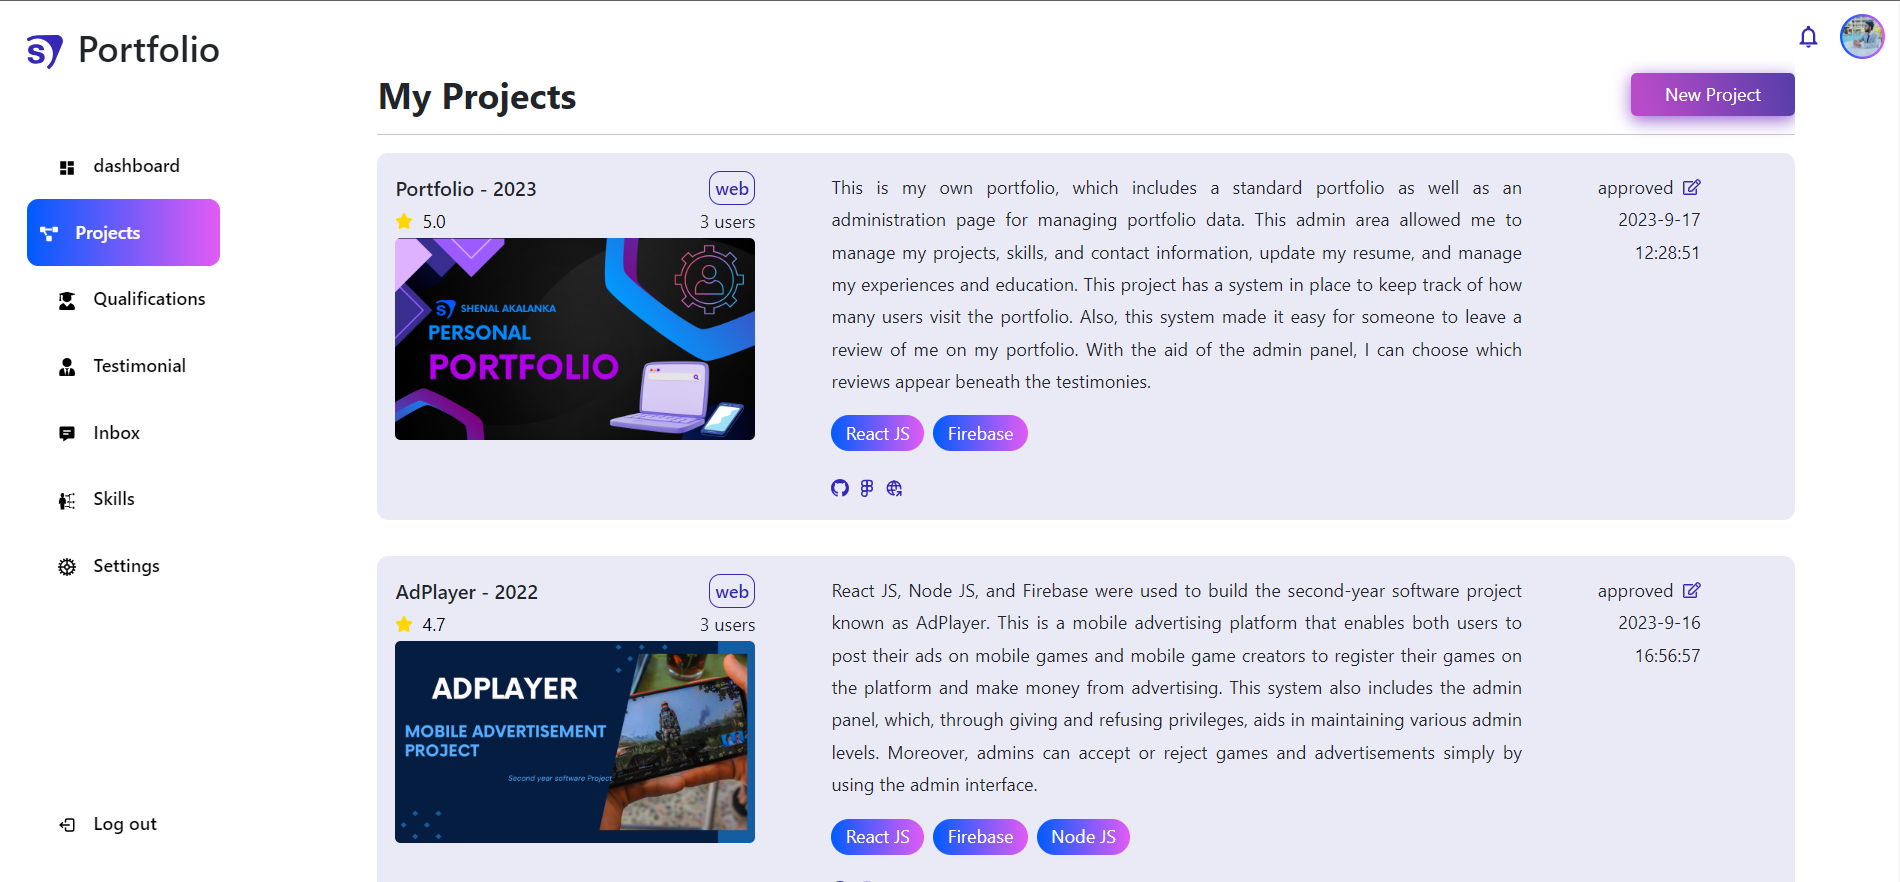 s7 Portfolio
My Projects
New Project
dashboard
Projects
Qualifications
Testimonial
Inbox
Skills
Settings
Log out
Portfolio - 2023
web
5.0
3 users
SHENAL AKALANKA
PERSONAL
PORTFOLIO
This is my own portfolio, which includes a standard portfolio as well as an
administration page for managing portfolio data. This admin area allowed me to
manage my projects, skills, and contact information, update my resume, and manage
my experiences and education. This project has a system in place to keep track of how
many users visit the portfolio. Also, this system made it easy for someone to leave a
review of me on my portfolio. With the aid of the admin panel, I can choose which
reviews appear beneath the testimonies.
React JS
Firebase
approved
2023-9-17
12:28:51
AdPlayer - 2022
web
4.7
3 users
ADPLAYER
MOBILE ADVERTISEMENT
PROJECT
Second year software Project
React JS, Node JS, and Firebase were used to build the second-year software project
known as AdPlayer. This is a mobile advertising platform that enables both users to
post their ads on mobile games and mobile game creators to register their games on
the platform and make money from advertising. This system also includes the admin
panel, which, through giving and refusing privileges, aids in maintaining various admin
levels. Moreover, admins can accept or reject games and advertisements simply by
using the admin interface.
React JS
Firebase
Node JS
approved
2023-9-16
16:56:57